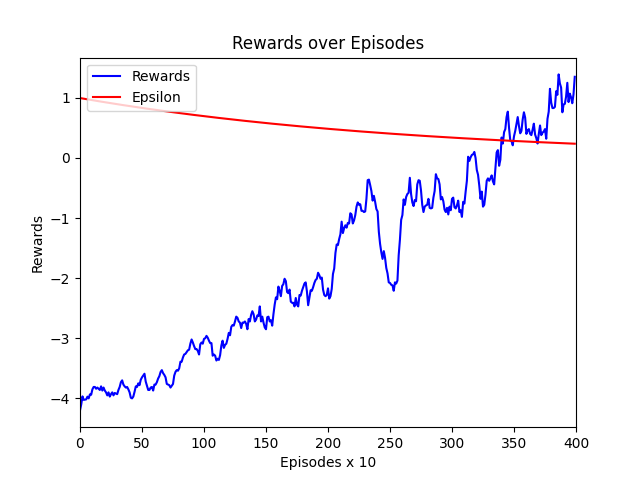 Rewards over Episodes
Rewards
Epsilon
Rewards
1
0
−1
−2
−3
−4
0 50 100 150 200 250 300 350 400
Episodes x 10